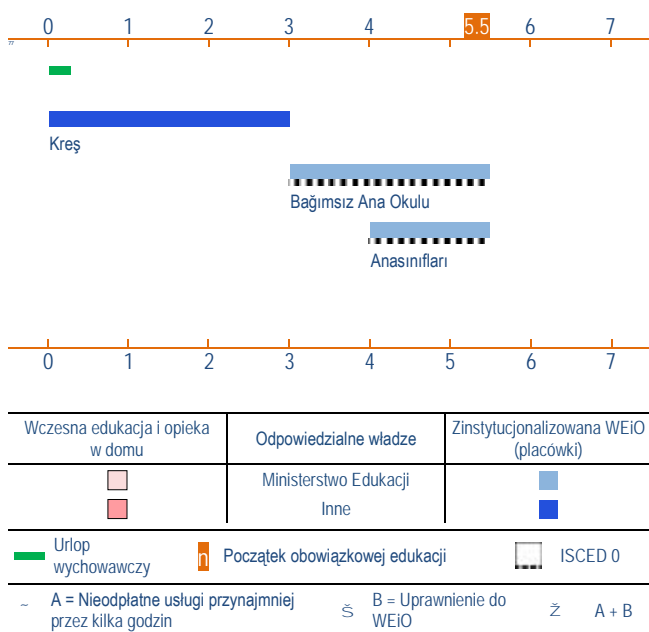 0 1 2 3 4 5.5 6 7
Kreş
Bağımsız Ana Okulu
Anasınıfları
0 1 2 3 4 5 6 7
Wczesna edukacja i opieka w domu
Odpowiedzialne władze
Zinstytucjonalizowana WEiO (placówki)
Ministerstwo Edukacji
Inne
Urlop wychowawczy
n Początek obowiązkowej edukacji
ISCED 0
~ A = Nieodpłatne usługi przynajmniej przez kilka godzin
Š B = Uprawnienie do WEiO
Ž A + B